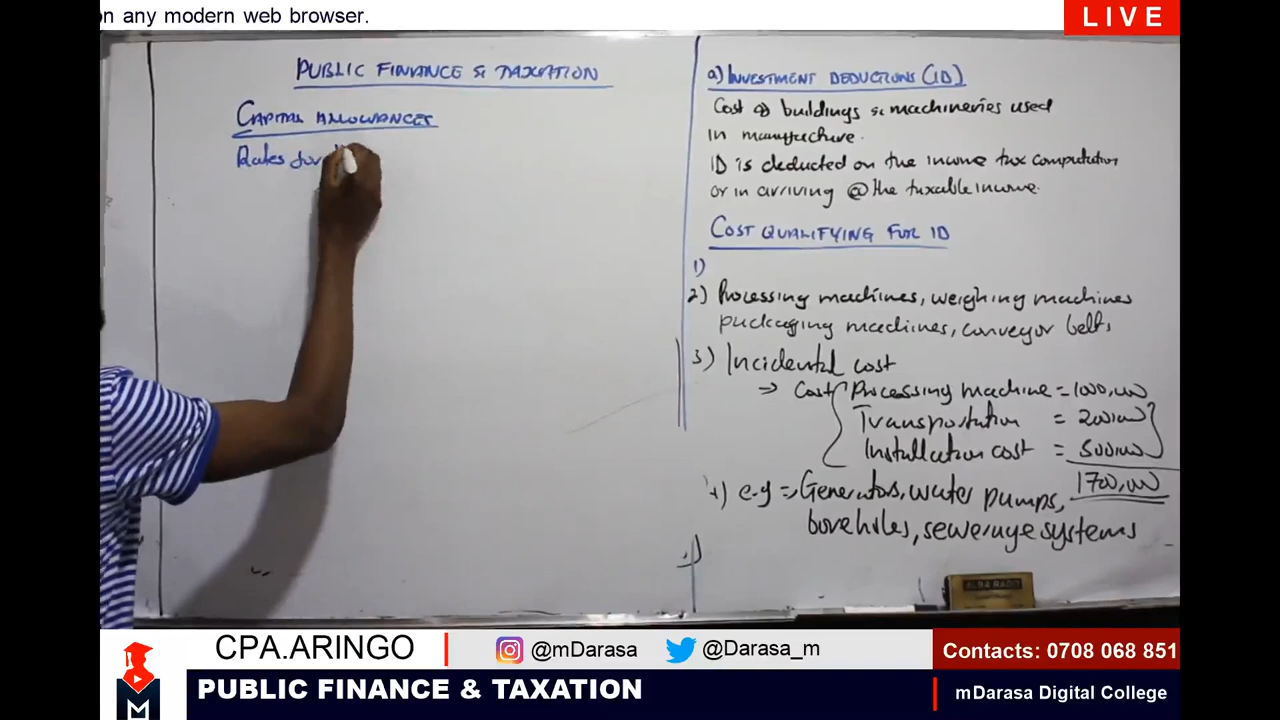 on any modern web browser.
LIVE
PUBLIC FINANCE & TAXATION
CAPITAL ALLOWANCES
Rates for
a) INVESTMENT DEDUCTIONS (ID)
Cost of buildings & machineries used
in manufacture.
ID is deducted on the income tax computation
or in arriving @ the taxable income.
COST QUALIFYING FOR ID
1)
2) Processing machines, weighing machines
packaging machines, conveyor belts
3) Incidental cost
⇒ Cost Processing machine = 1000,000
Transportation = 200,000
Installation cost = 500,000
1700,000
4) e.g ⇒ Generators, water pumps,
boreholes, sewerage systems
CPA.ARINGO
@mDarasa
@Darasa_m
Contacts: 0708 068 851
PUBLIC FINANCE & TAXATION
mDarasa Digital College